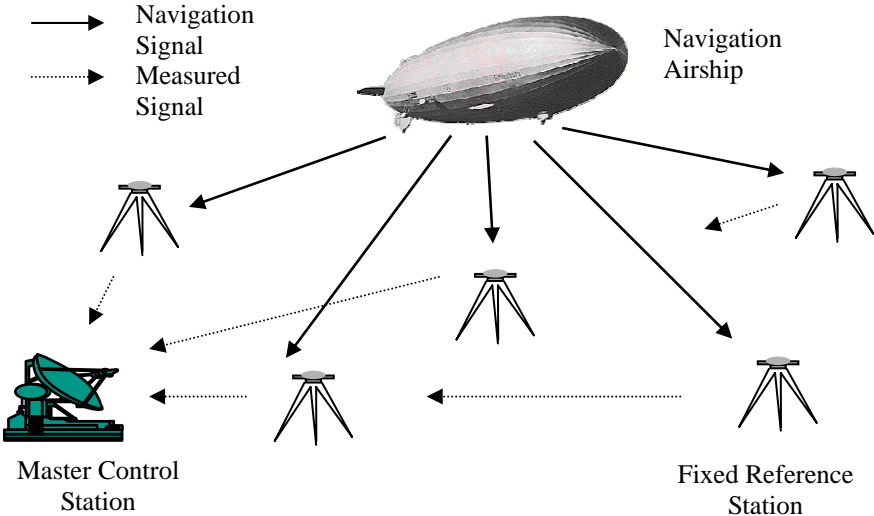 Navigation
Signal
Measured
Signal
Navigation
Airship
Master Control
Station
Fixed Reference
Station